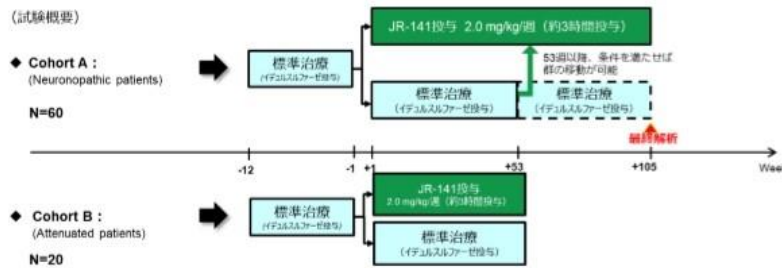 （試験概要）
JR-141投与 2.0 mg/kg/週（約3時間投与）
◆ Cohort A：
(Neuronopathic patients)
N=60
標準治療
(イデュルスルファーゼ投与)
53週以降、条件を満たせば
群の移動が可能
標準治療
(イデュルスルファーゼ投与)
標準治療
(イデュルスルファーゼ投与)
最終解析
-12
-1
+1
+53
+105
Week
◆ Cohort B：
(Attenuated patients)
N=20
標準治療
(イデュルスルファーゼ投与)
JR-141投与
2.0 mg/kg/週（約3時間投与）
標準治療
(イデュルスルファーゼ投与)